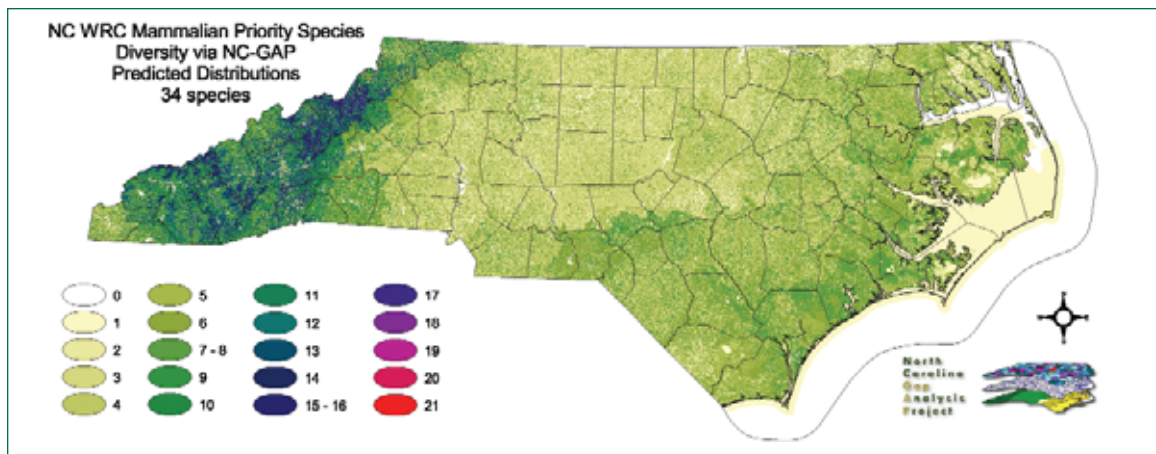 NC WRC Mammalian Priority Species
Diversity via NC-GAP
Predicted Distributions
34 species
0
1
2
3
4
5
6
7 - 8
9
10
11
12
13
14
15 - 16
17
18
19
20
21
North
Carolina
Gap
Analysis
Project